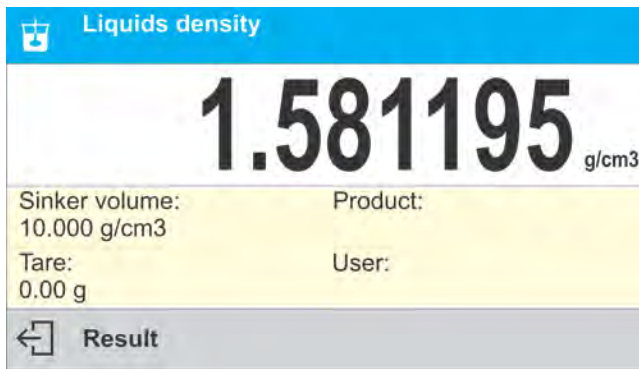 Liquids density
1.581195 g/cm3
Sinker volume:
10.000 g/cm3
Product:
Tare:
0.00 g
User:
Result